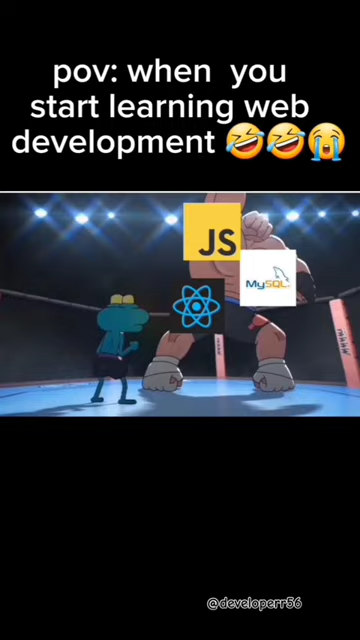 pov: when you
start learning web
development 🤣🤣😭
JS
MySQL
@developerr56